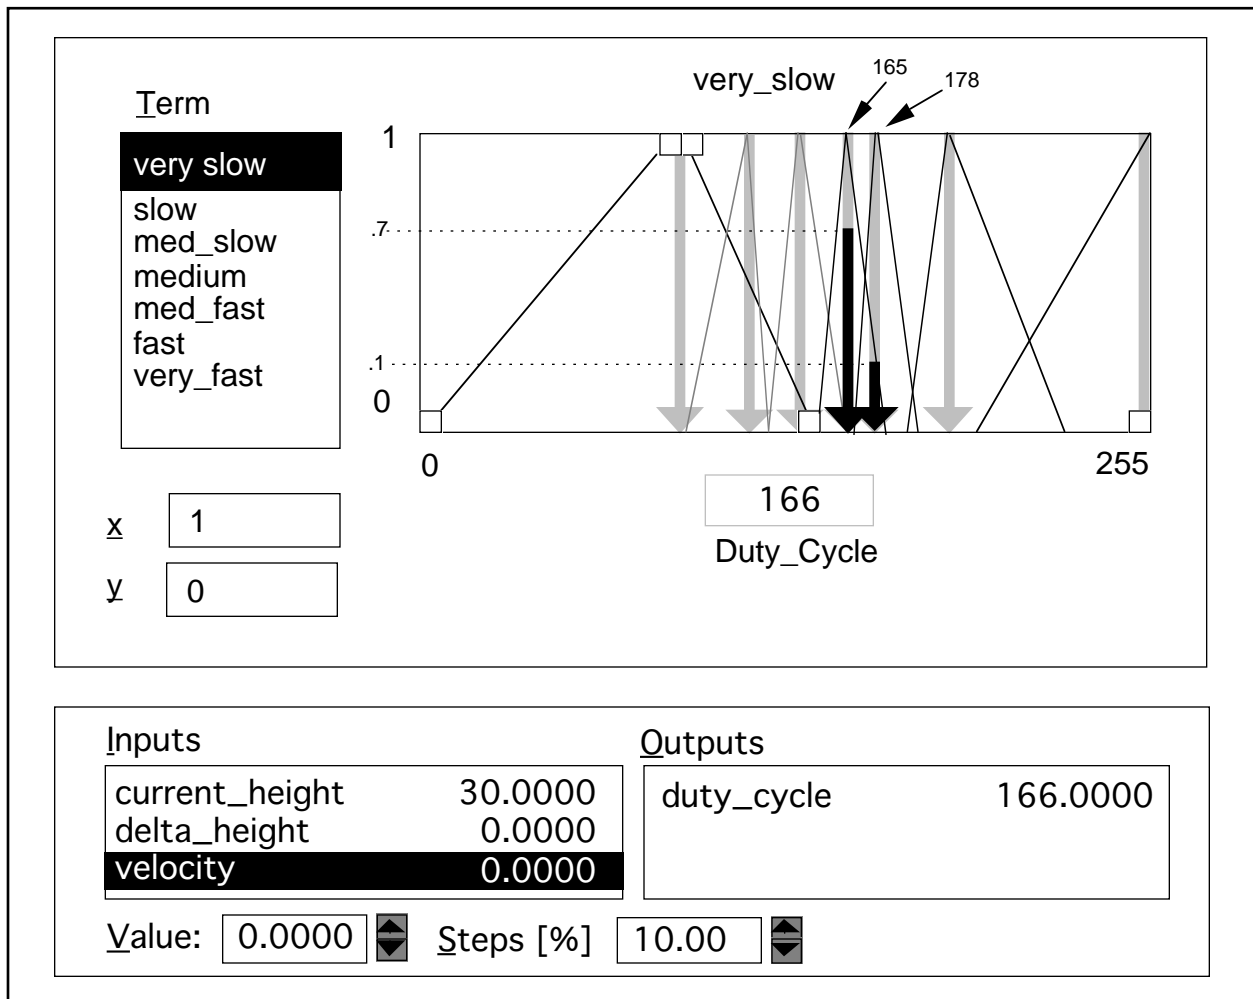 very_slow
165
178
Term
very slow
slow
med_slow
medium
med_fast
fast
very_fast
1
.7
.1
0
0
255
166
Duty_Cycle
x 1
y 0
Inputs
current_height 30.0000
delta_height 0.0000
velocity 0.0000
Outputs
duty_cycle 166.0000
Value: 0.0000 Steps [%] 10.00